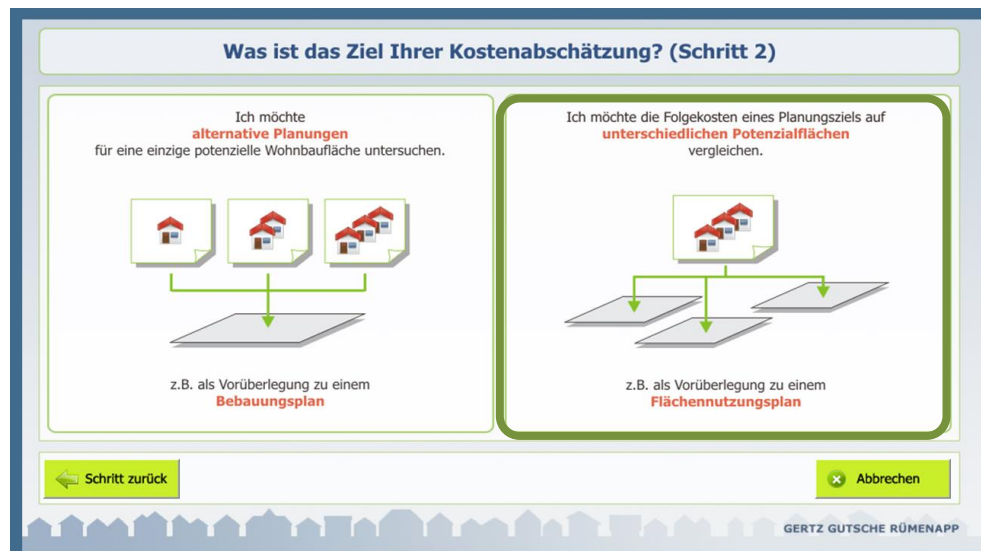 Was ist das Ziel Ihrer Kostenabschätzung? (Schritt 2)
Ich möchte
alternative Planungen
für eine einzige potenzielle Wohnbaufläche untersuchen.
z.B. als Vorüberlegung zu einem
Bebauungsplan
Ich möchte die Folgekosten eines Planungsziels auf
unterschiedlichen Potenzialflächen
vergleichen.
z.B. als Vorüberlegung zu einem
Flächennutzungsplan
Schritt zurück
Abbrechen
GERTZ GUTSCHE RÜMENAPP